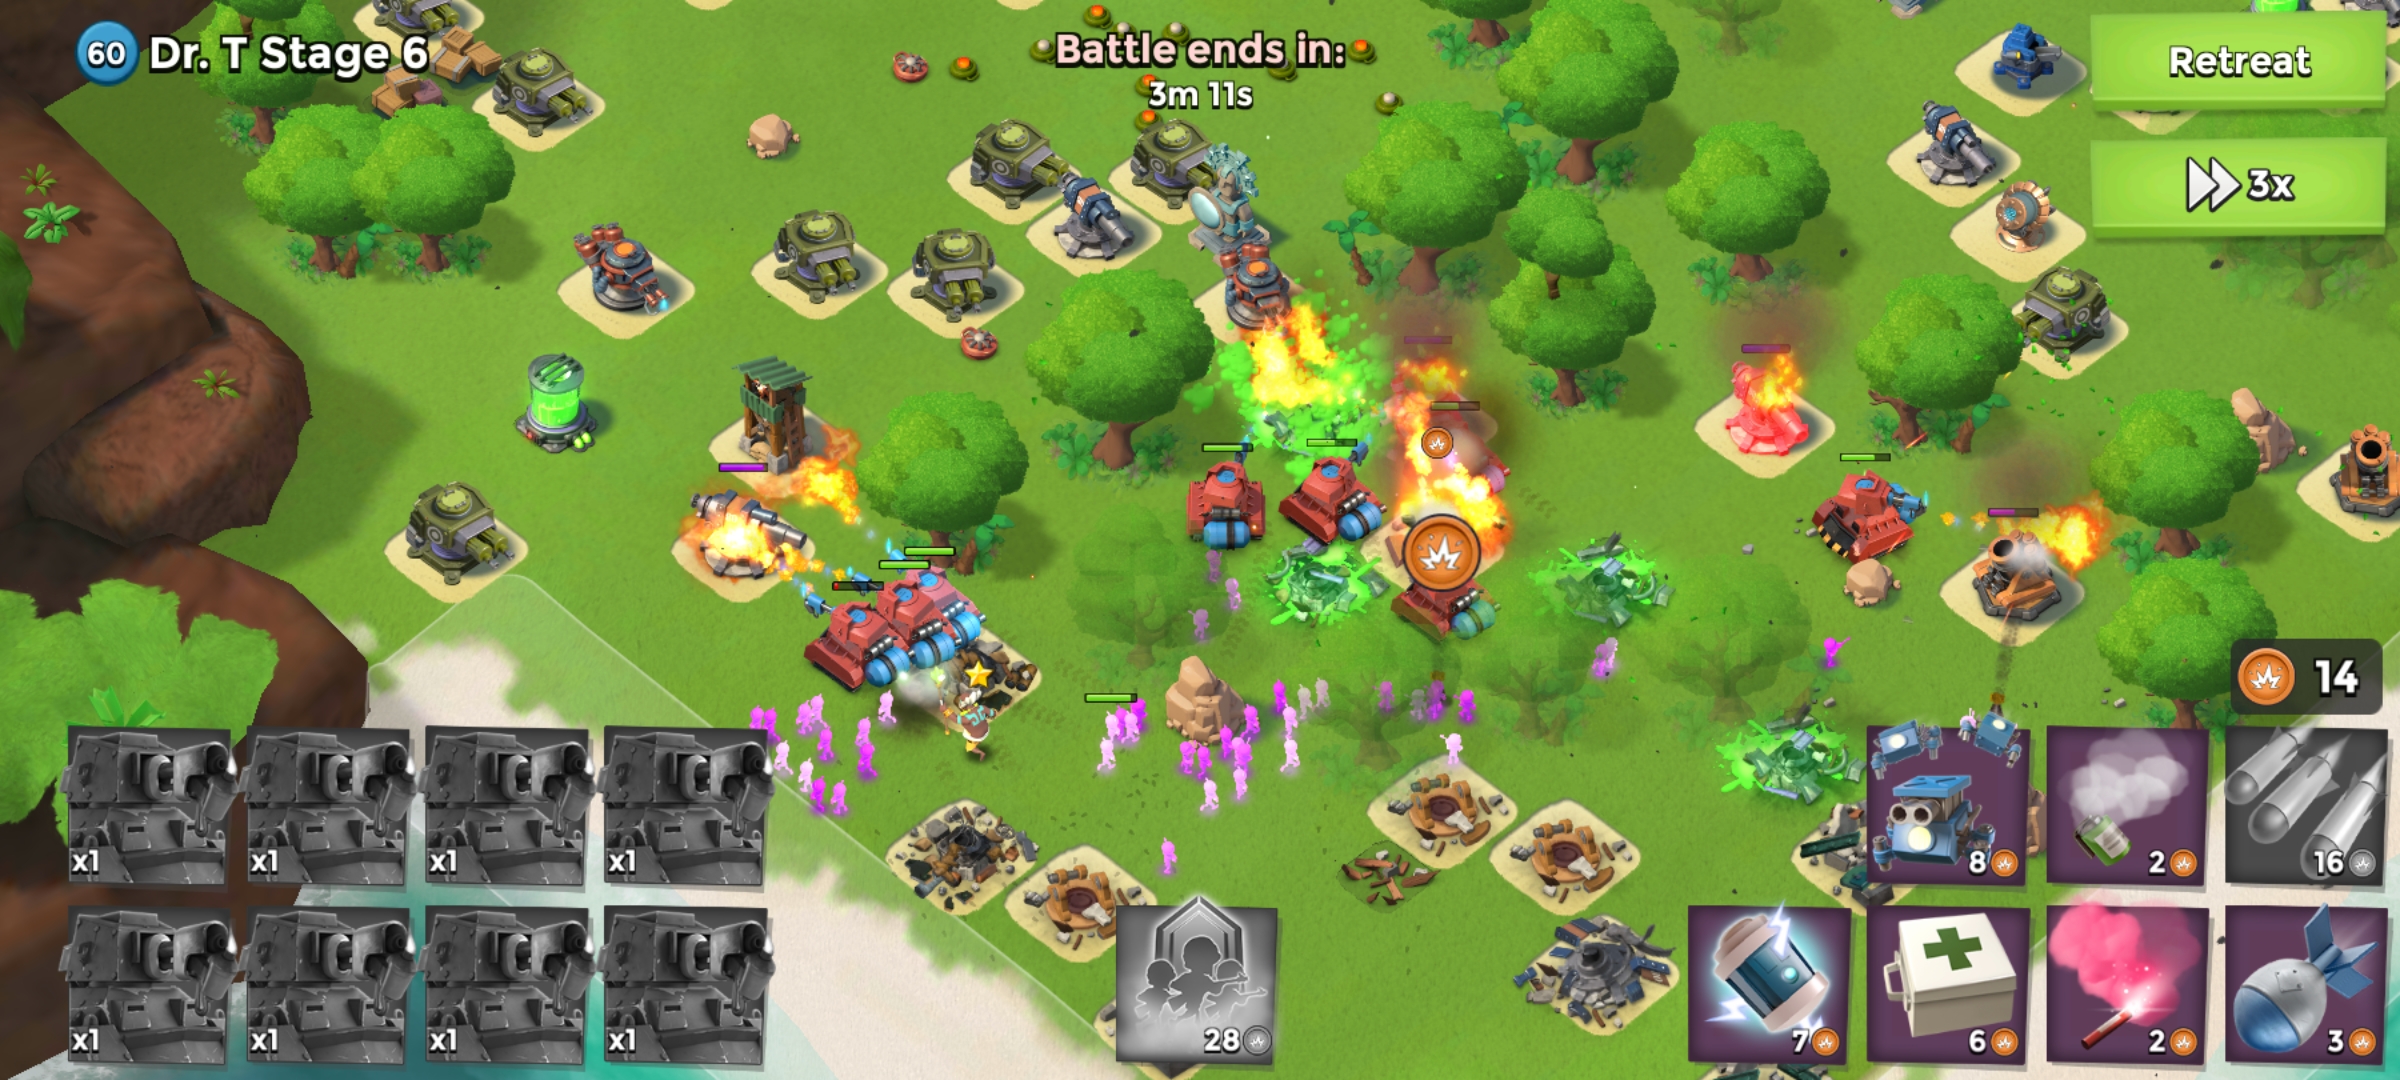 60 Dr. T Stage 6
Battle ends in:
3m 11s
Retreat
3x
14
x1 x1 x1 x1
8 2 16
x1 x1 x1 x1
28 7 6 2 3